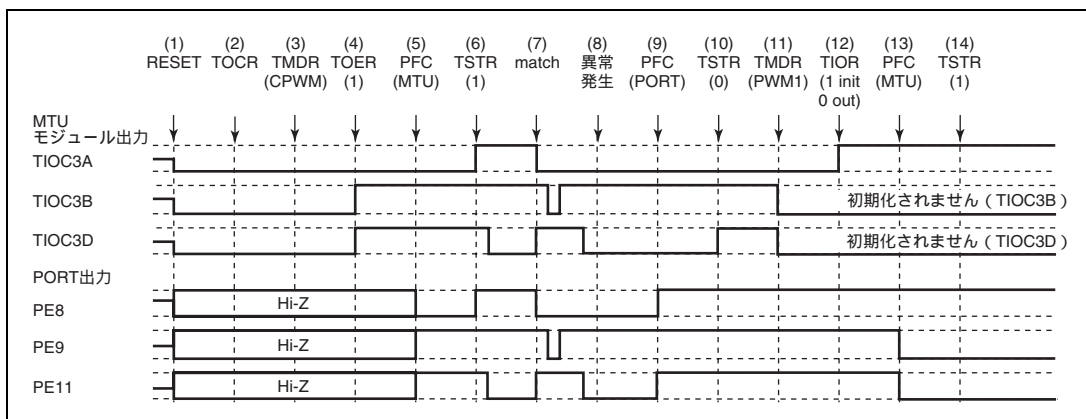 (1) (2) (3) (4) (5) (6) (7) (8) (9) (10) (11) (12) (13) (14)
RESET TOCR TMDR TOER PFC TSTR match 異常 PFC TSTR TMDR TIOR PFC TSTR
(CPWM) (1) (MTU) (1) 発生 (PORT) (0) (PWM1) (1 init (MTU) (1)
0 out)
MTU
モジュール出力
TIOC3A
TIOC3B 初期化されません（TIOC3B）
TIOC3D 初期化されません（TIOC3D）
PORT出力
PE8 Hi-Z
PE9 Hi-Z
PE11 Hi-Z